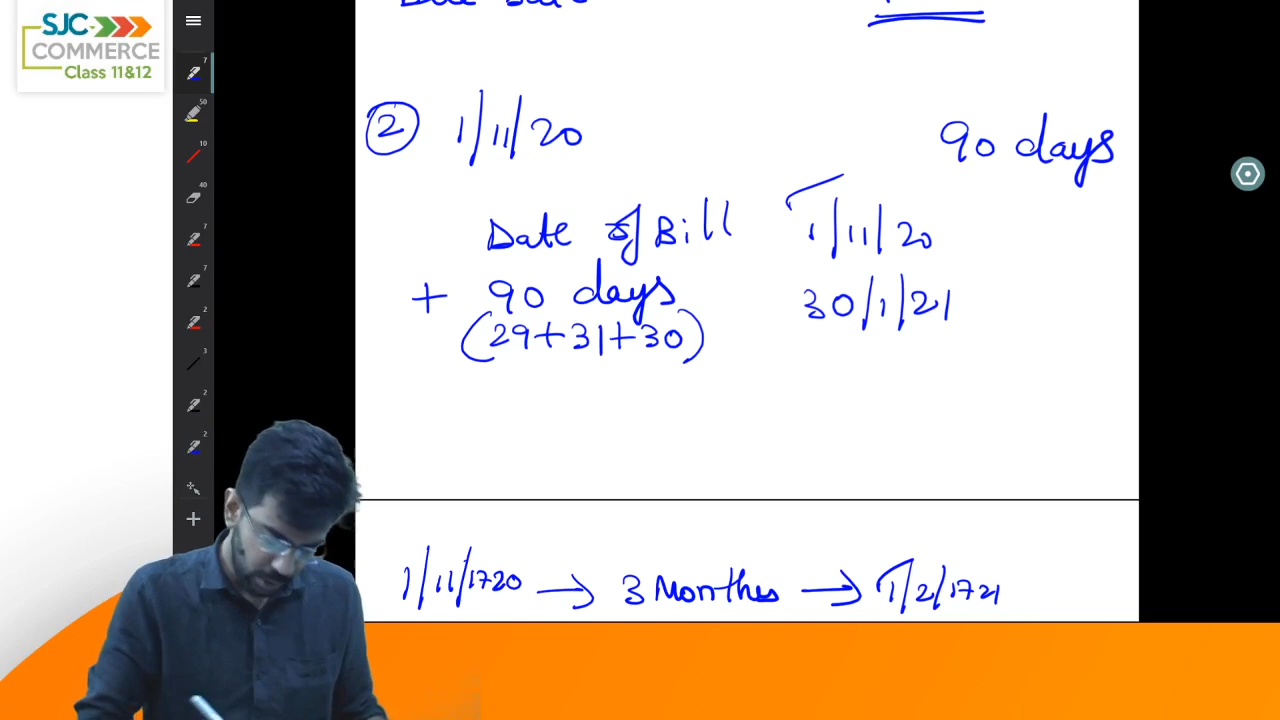 SJC
COMMERCE
Class 11&12
2 1/11/20 90 days
Date of Bill 1/11/20
+ 90 days 30/1/21
(29+31+30)
1/11/1720 → 3 Months → 1/2/1721